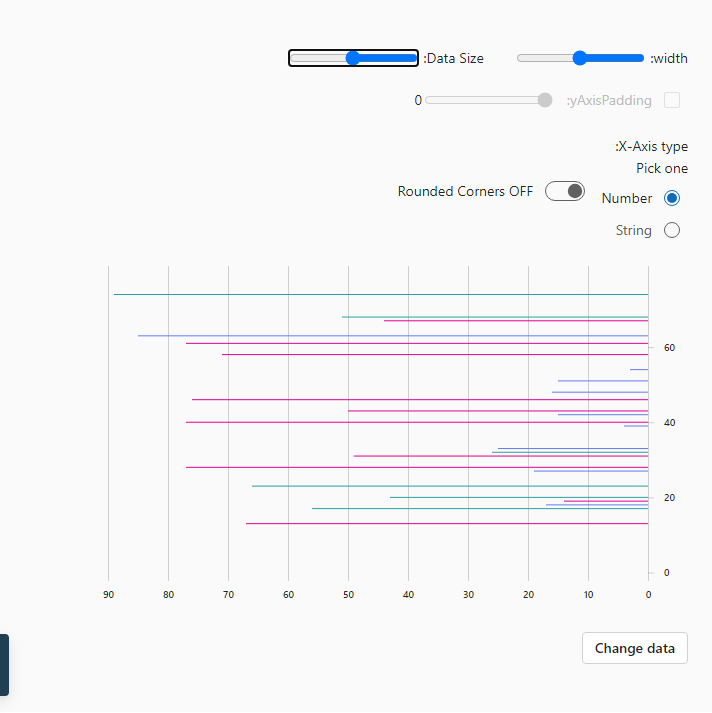 :width
:Data Size
:yAxisPadding
0
:X-Axis type
Pick one
Number
Rounded Corners OFF
String
60
40
20
0
90 80 70 60 50 40 30 20 10 0
Change data